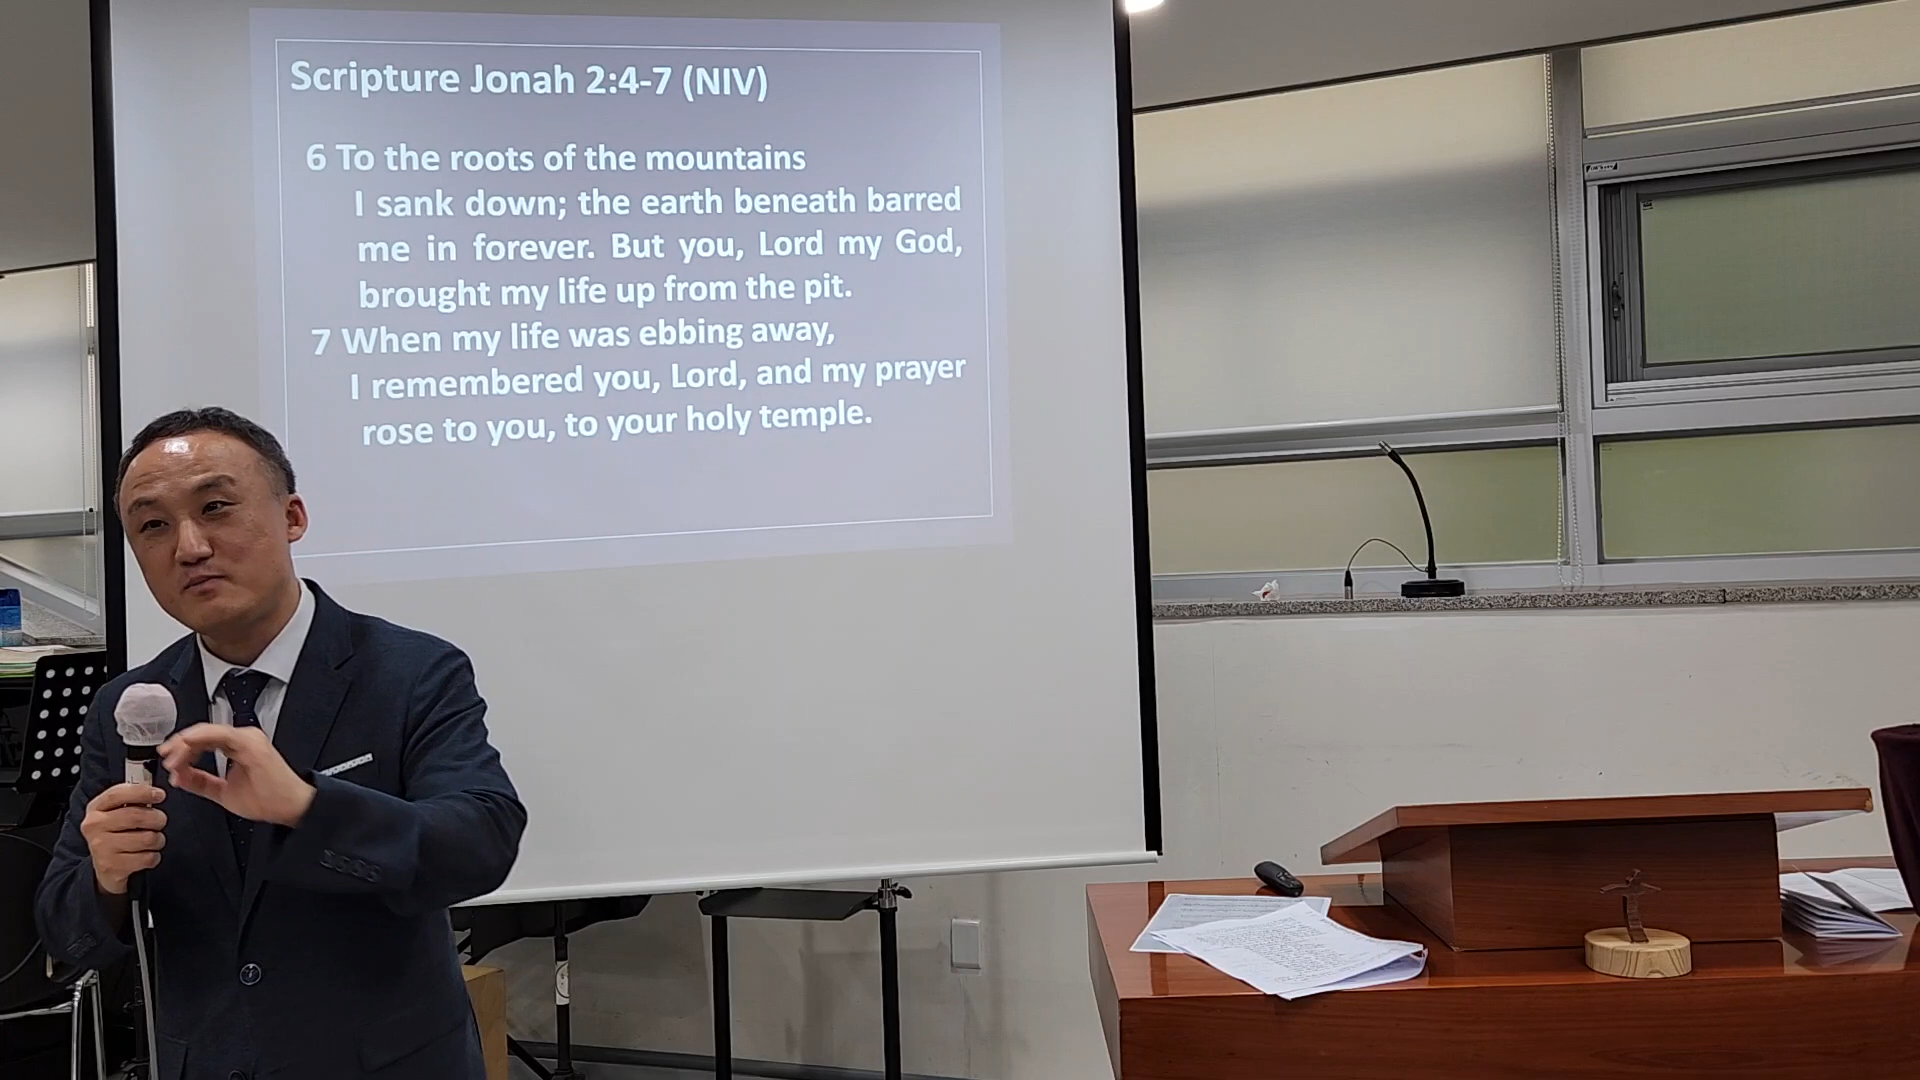 Scripture Jonah 2:4-7 (NIV)
6 To the roots of the mountains
I sank down; the earth beneath barred
me in forever. But you, Lord my God,
brought my life up from the pit.
7 When my life was ebbing away,
I remembered you, Lord, and my prayer
rose to you, to your holy temple.